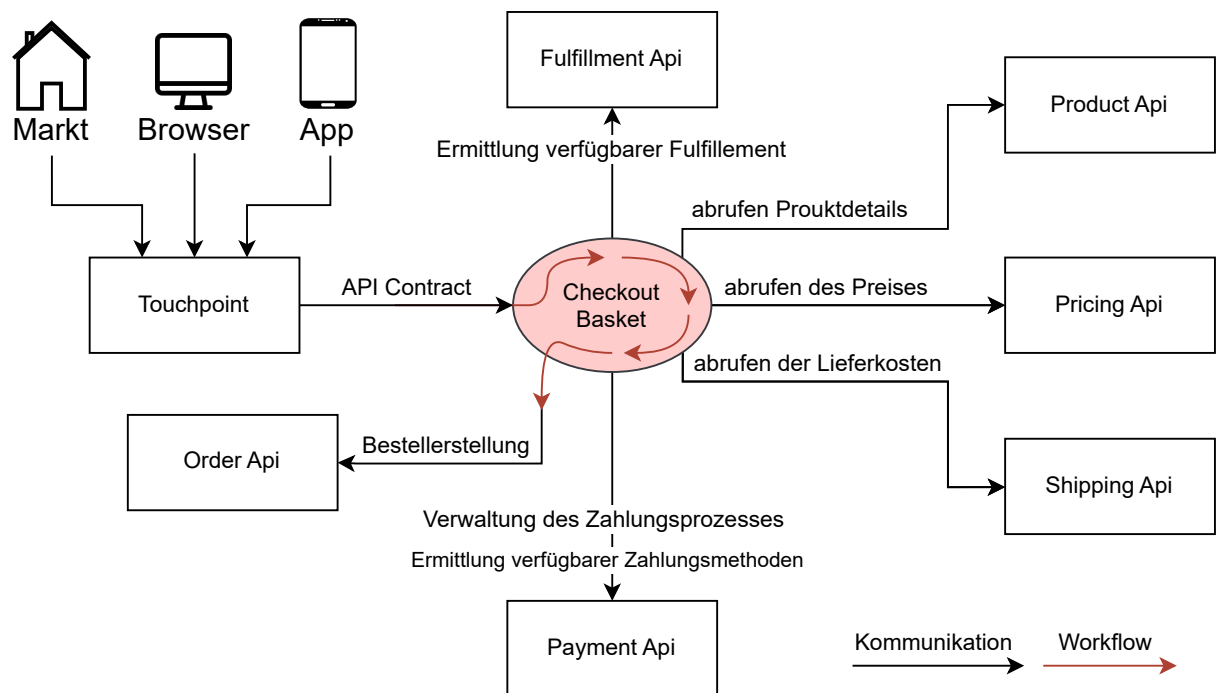 Fulfillment Api
Markt
Browser
App
Product Api
Ermittlung verfügbarer Fulfillement
abrufen Prouktdetails
Touchpoint
API Contract
Checkout
Basket
abrufen des Preises
Pricing Api
abrufen der Lieferkosten
Order Api
Bestellerstellung
Shipping Api
Verwaltung des Zahlungsprozesses
Ermittlung verfügbarer Zahlungsmethoden
Payment Api
Kommunikation
Workflow